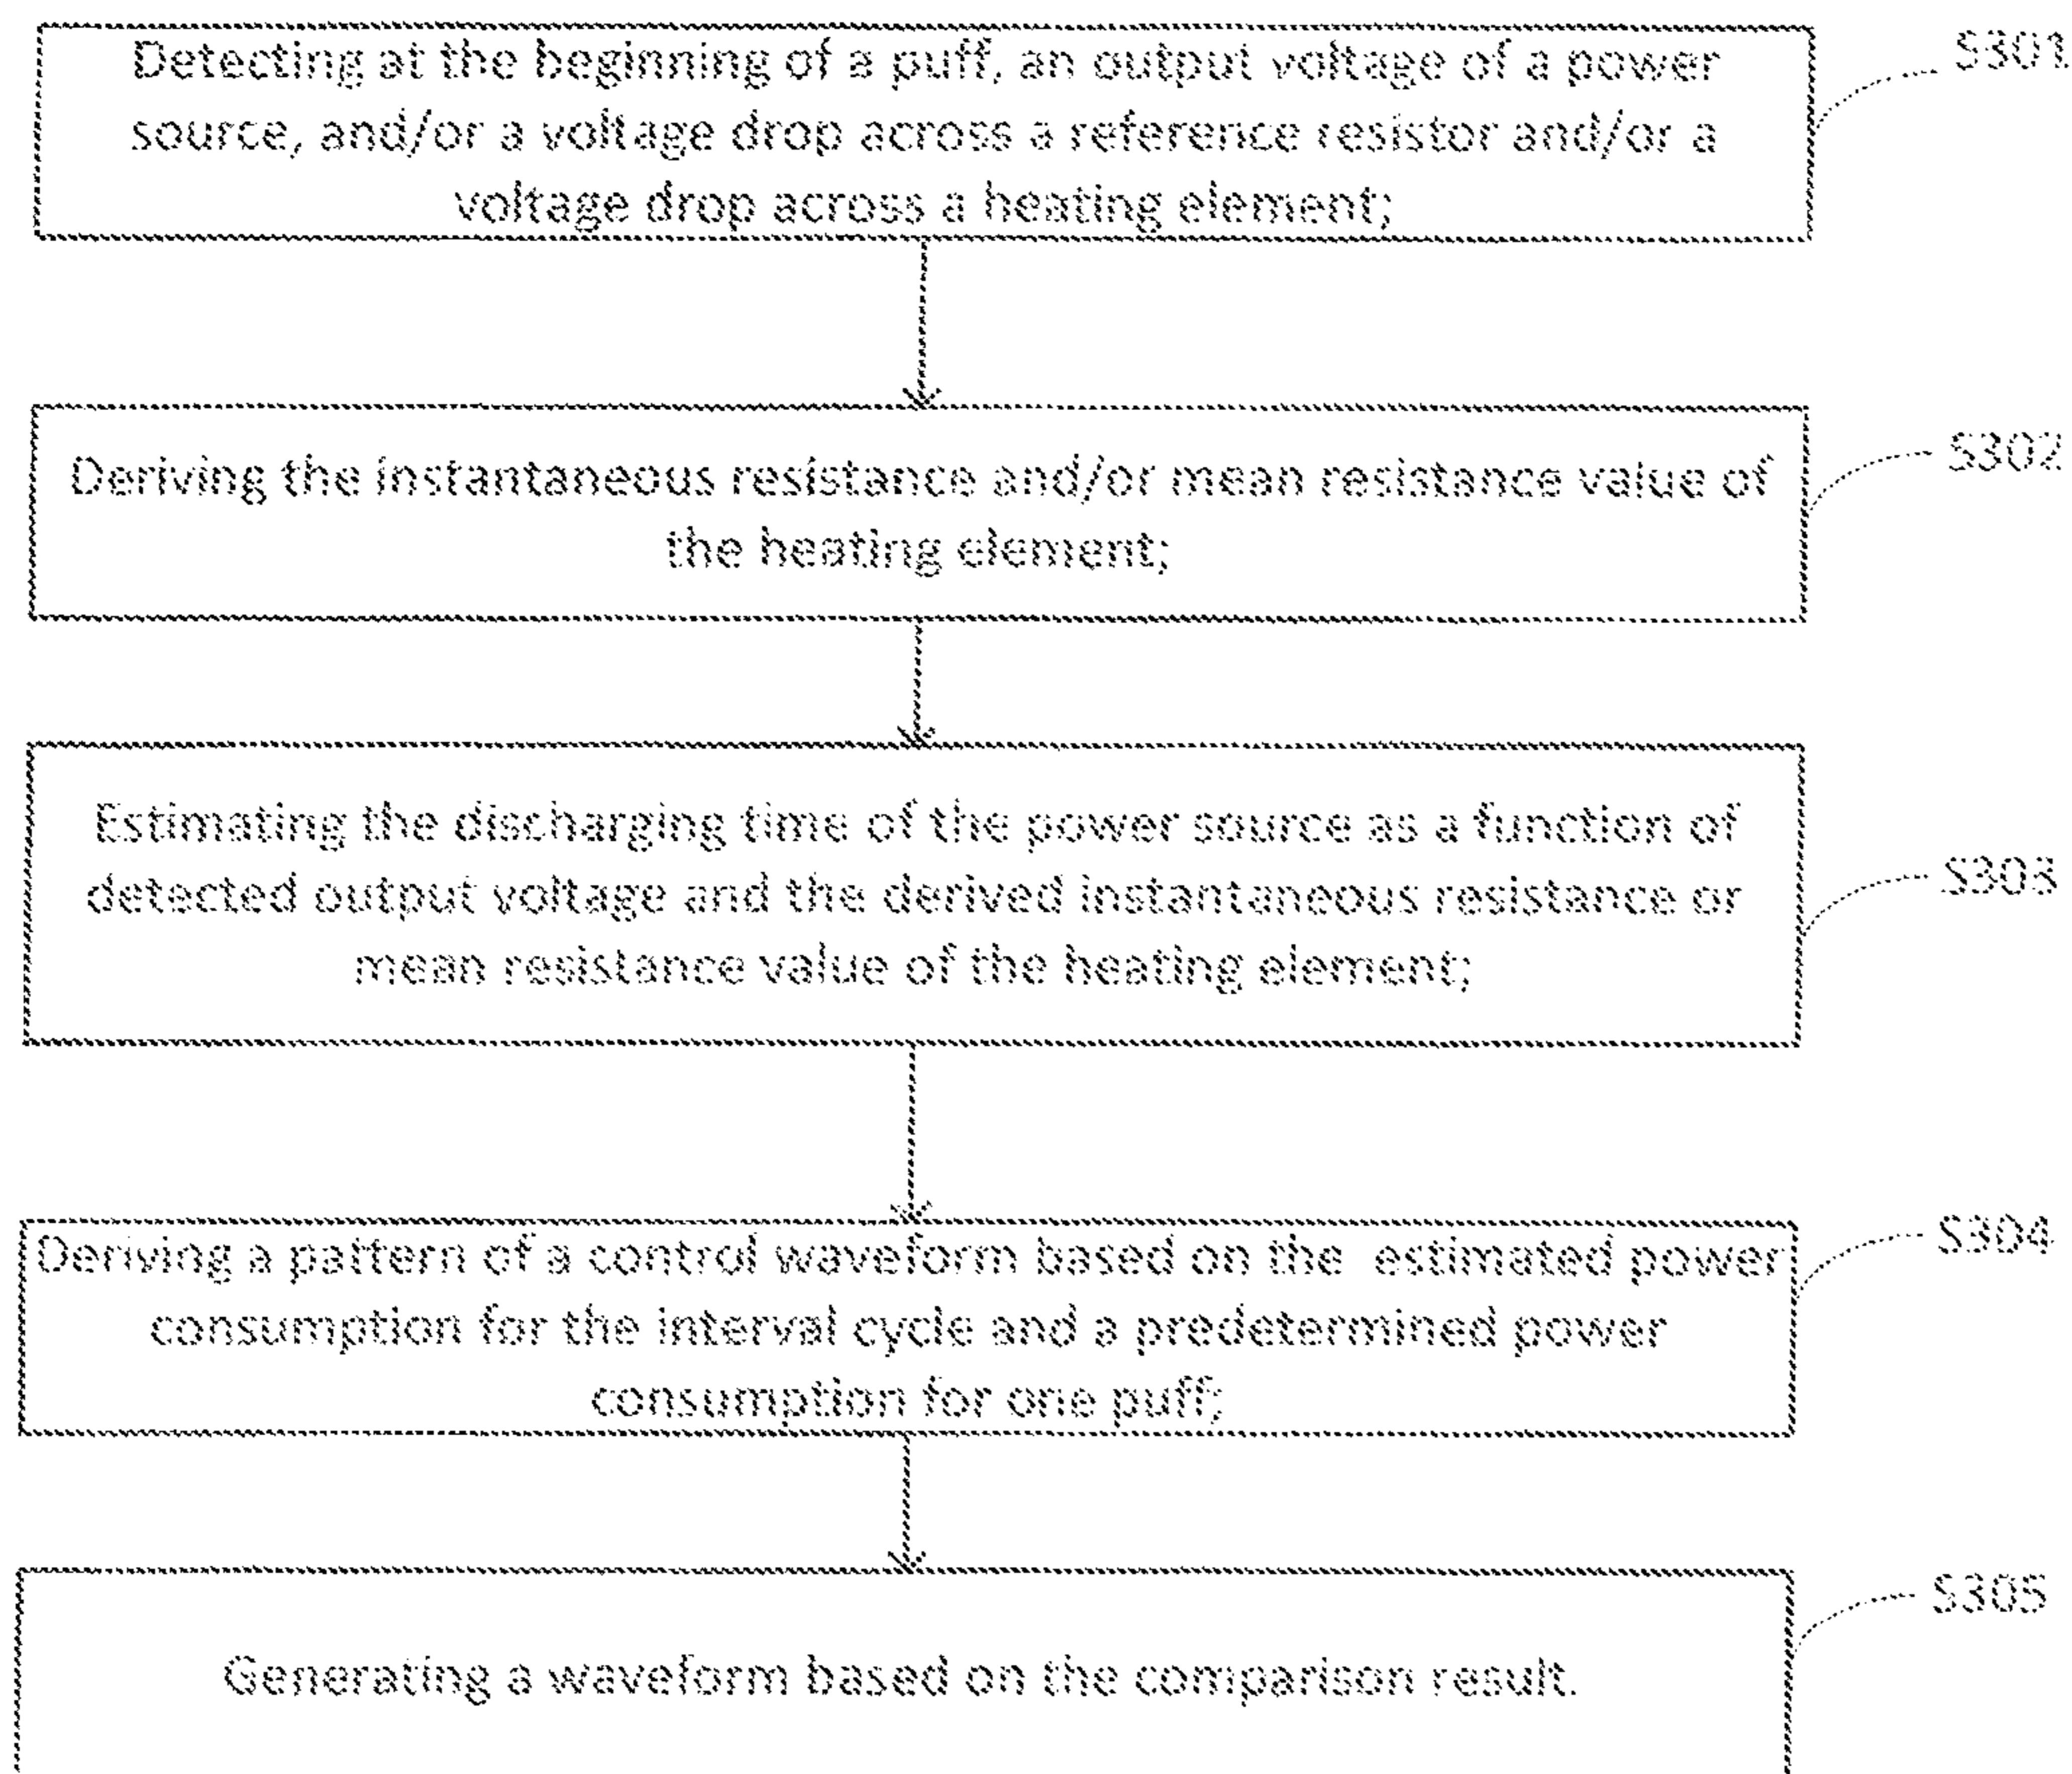 Detecting at the beginning of a puff, an output voltage of a power
source, and/or a voltage drop across a reference resistor and/or a
voltage drop across a heating element;
S301
Deriving the instantaneous resistance and/or mean resistance value of
the heating element;
S302
Estimating the discharging time of the power source as a function of
detected output voltage and the derived instantaneous resistance or
mean resistance value of the heating element;
S303
Deriving a pattern of a control waveform based on the estimated power
consumption for the interval cycle and a predetermined power
consumption for one puff;
S304
Generating a waveform based on the comparison result.
S305